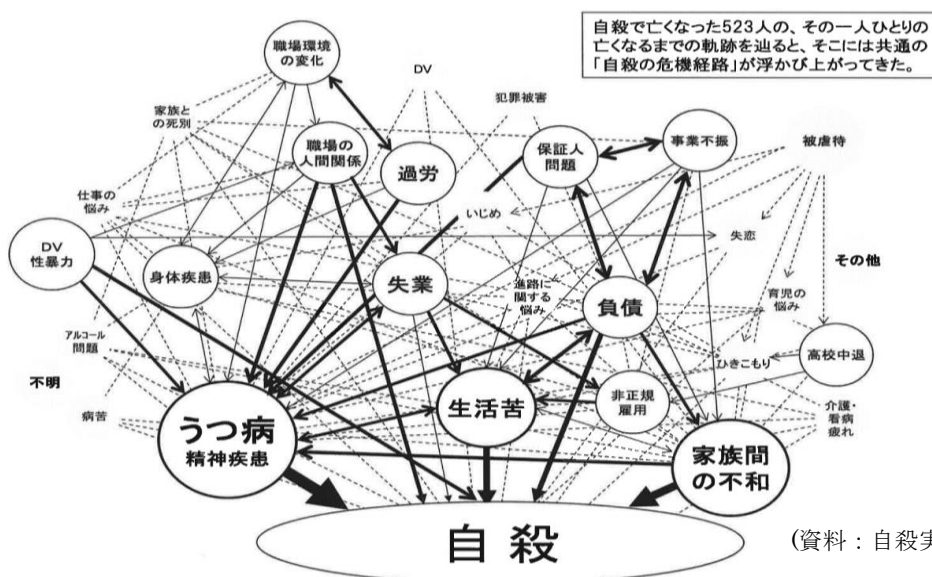 自殺で亡くなった523人の、その一人ひとりの
亡くなるまでの軌跡を辿ると、そこには共通の
「自殺の危機経路」が浮かび上がってきた。
職場環境
の変化
DV
犯罪被害
家族と
の死別
職場の
人間関係
過労
保証人
問題
事業不振
被虐待
仕事の
悩み
いじめ
DV
性暴力
失恋
身体疾患
失業
進路に
関する
悩み
負債
その他
育児の
悩み
アルコール
問題
ひきこもり
高校中退
不明
病苦
うつ病
精神疾患
生活苦
非正規
雇用
介護・
看病
疲れ
家族間
の不和
自殺
(資料：自殺実